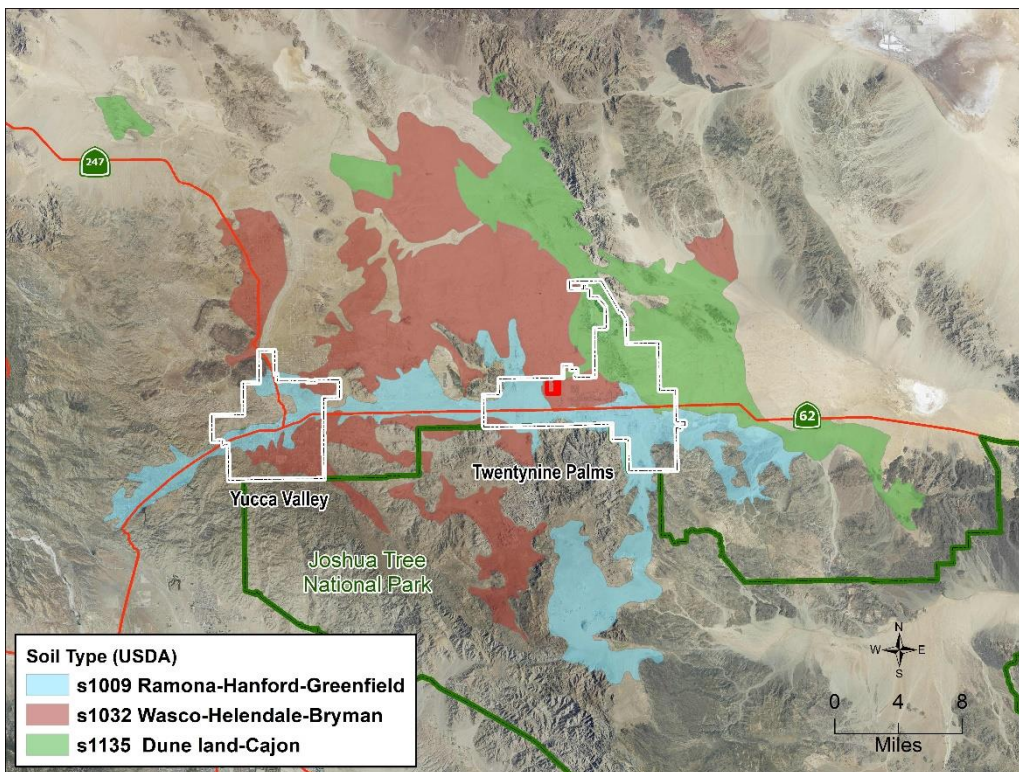 247
62
Yucca Valley
Twentynine Palms
Joshua Tree
National Park
Soil Type (USDA)
s1009 Ramona-Hanford-Greenfield
s1032 Wasco-Helendale-Bryman
s1135 Dune land-Cajon
N
W E
S
0 4 8
Miles